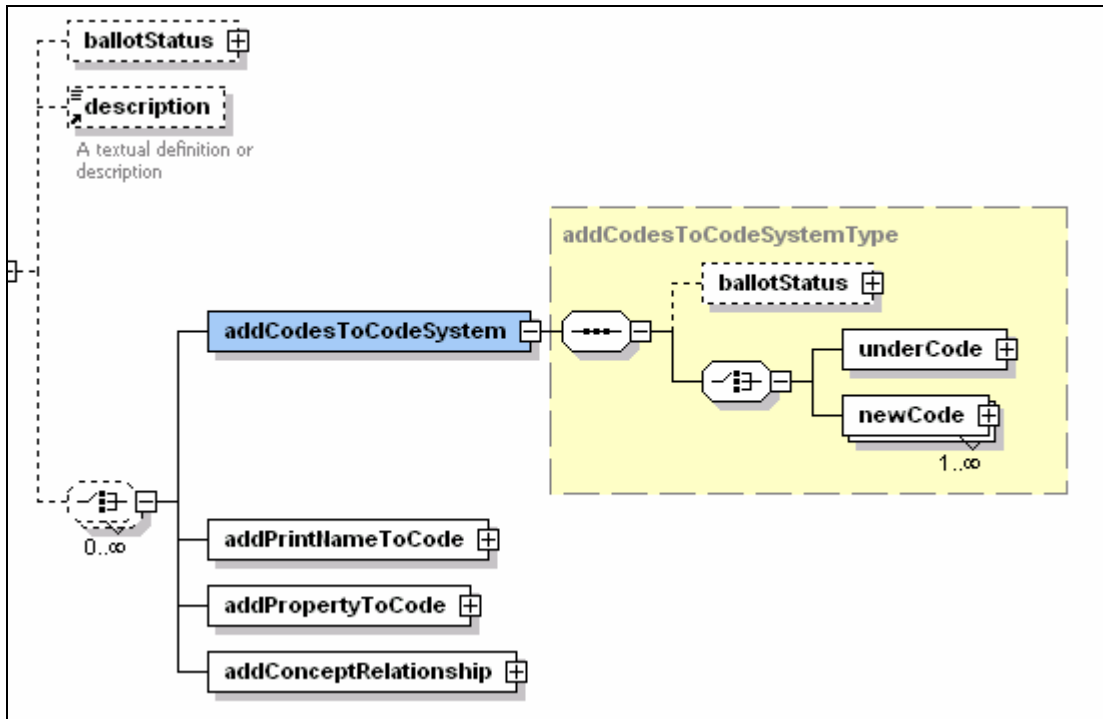 ballotStatus
description
A textual definition or
description
addCodesToCodeSystemType
ballotStatus
addCodesToCodeSystem
underCode
newCode
1..∞
0..∞
addPrintNameToCode
addPropertyToCode
addConceptRelationship